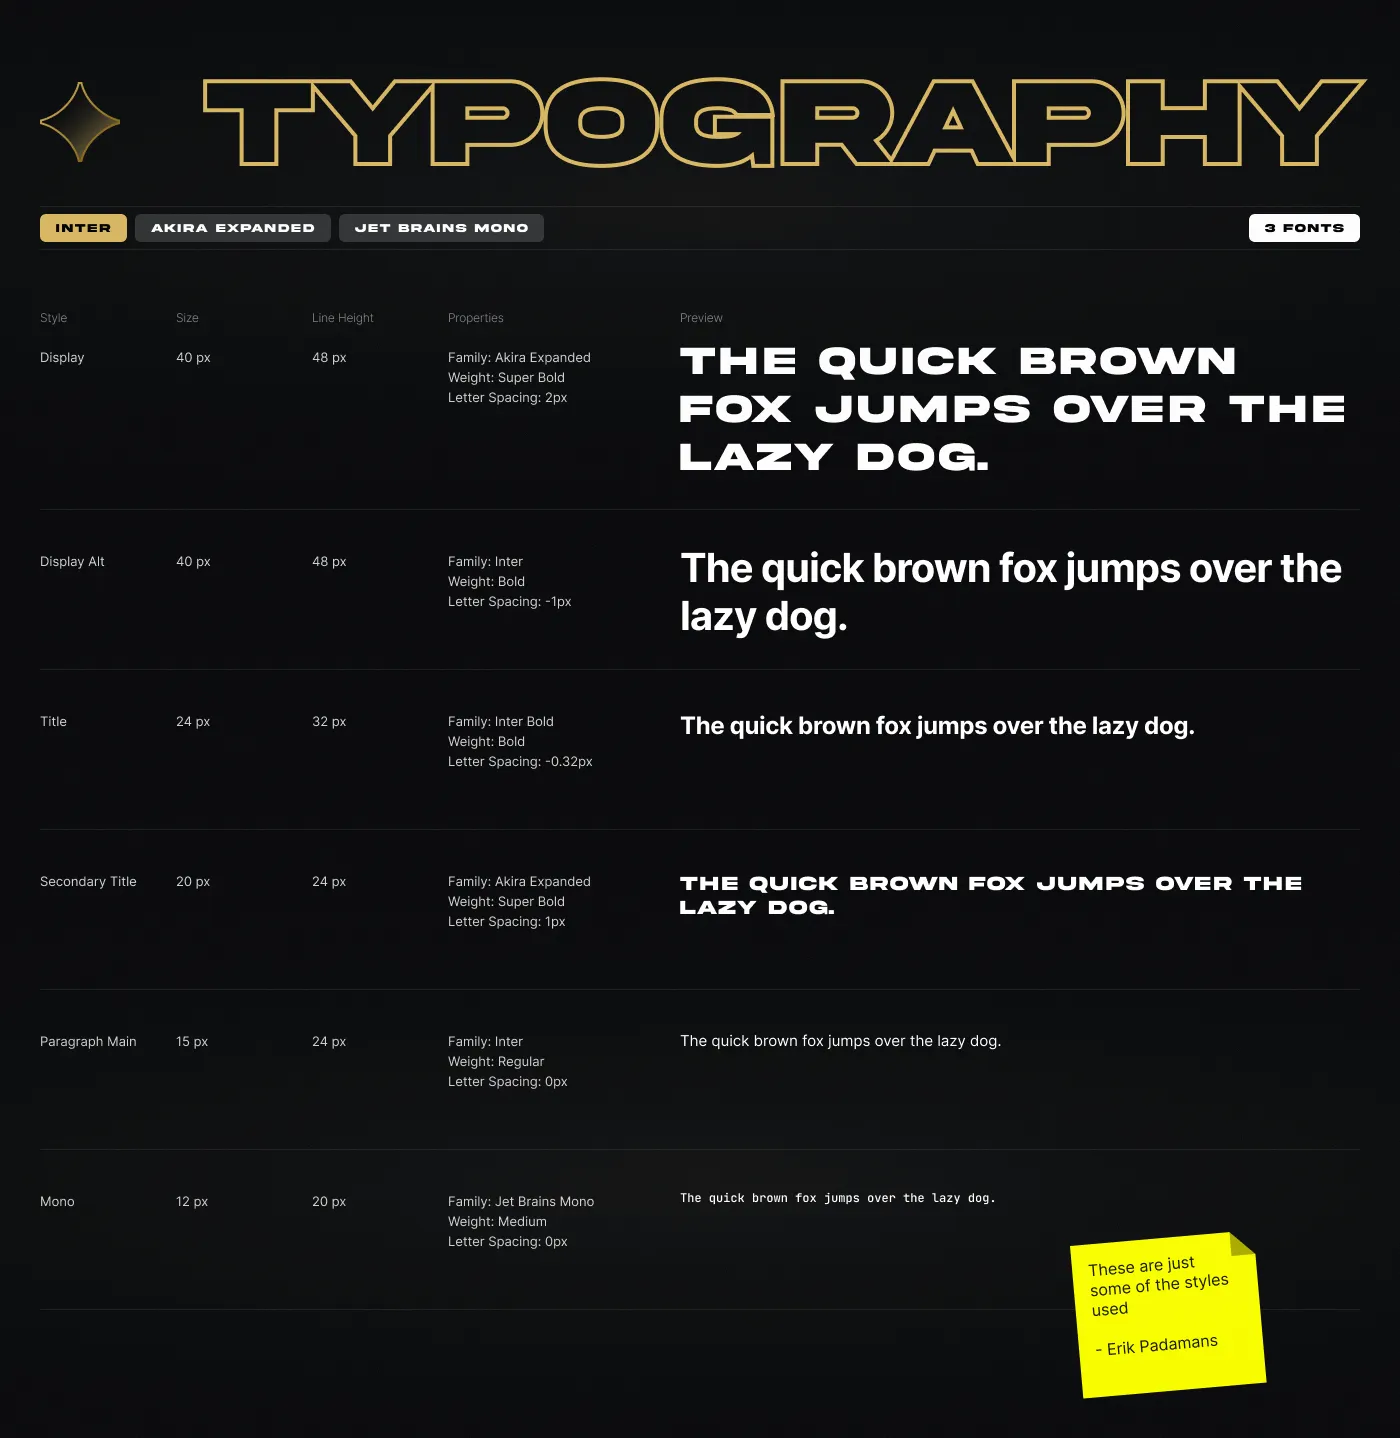 TYPOGRAPHY
INTER
AKIRA EXPANDED
JET BRAINS MONO
3 FONTS
Style
Size
Line Height
Properties
Preview
Display
40 px
48 px
Family: Akira Expanded
Weight: Super Bold
Letter Spacing: 2px
THE QUICK BROWN
FOX JUMPS OVER THE
LAZY DOG.
Display Alt
40 px
48 px
Family: Inter
Weight: Bold
Letter Spacing: -1px
The quick brown fox jumps over the
lazy dog.
Title
24 px
32 px
Family: Inter Bold
Weight: Bold
Letter Spacing: -0.32px
The quick brown fox jumps over the lazy dog.
Secondary Title
20 px
24 px
Family: Akira Expanded
Weight: Super Bold
Letter Spacing: 1px
THE QUICK BROWN FOX JUMPS OVER THE
LAZY DOG.
Paragraph Main
15 px
24 px
Family: Inter
Weight: Regular
Letter Spacing: 0px
The quick brown fox jumps over the lazy dog.
Mono
12 px
20 px
Family: Jet Brains Mono
Weight: Medium
Letter Spacing: 0px
The quick brown fox jumps over the lazy dog.
These are just
some of the styles
used
- Erik Padamans